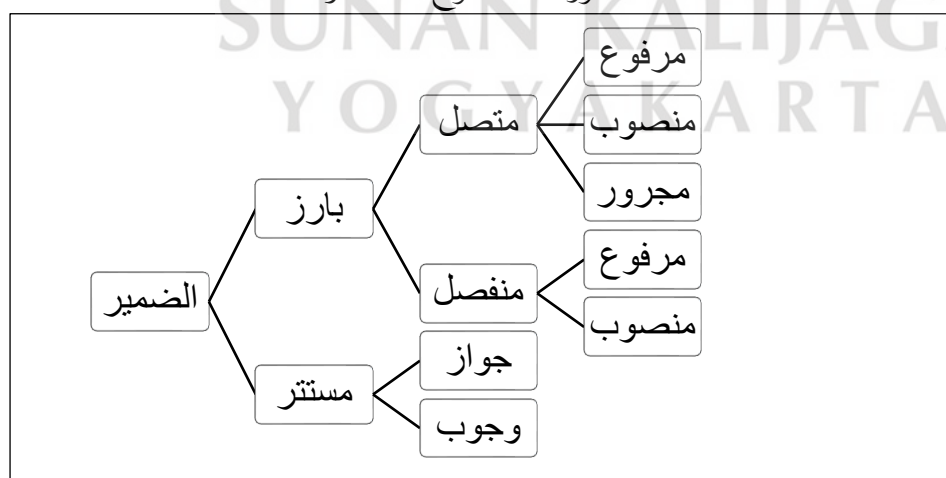 SUNAN KALIJAG
YOGYAKARTA
مرفوع
متصل
منصوب
مجرور
بارز
مرفوع
منفصل
منصوب
الضمير
جواز
مستتر
وجوب